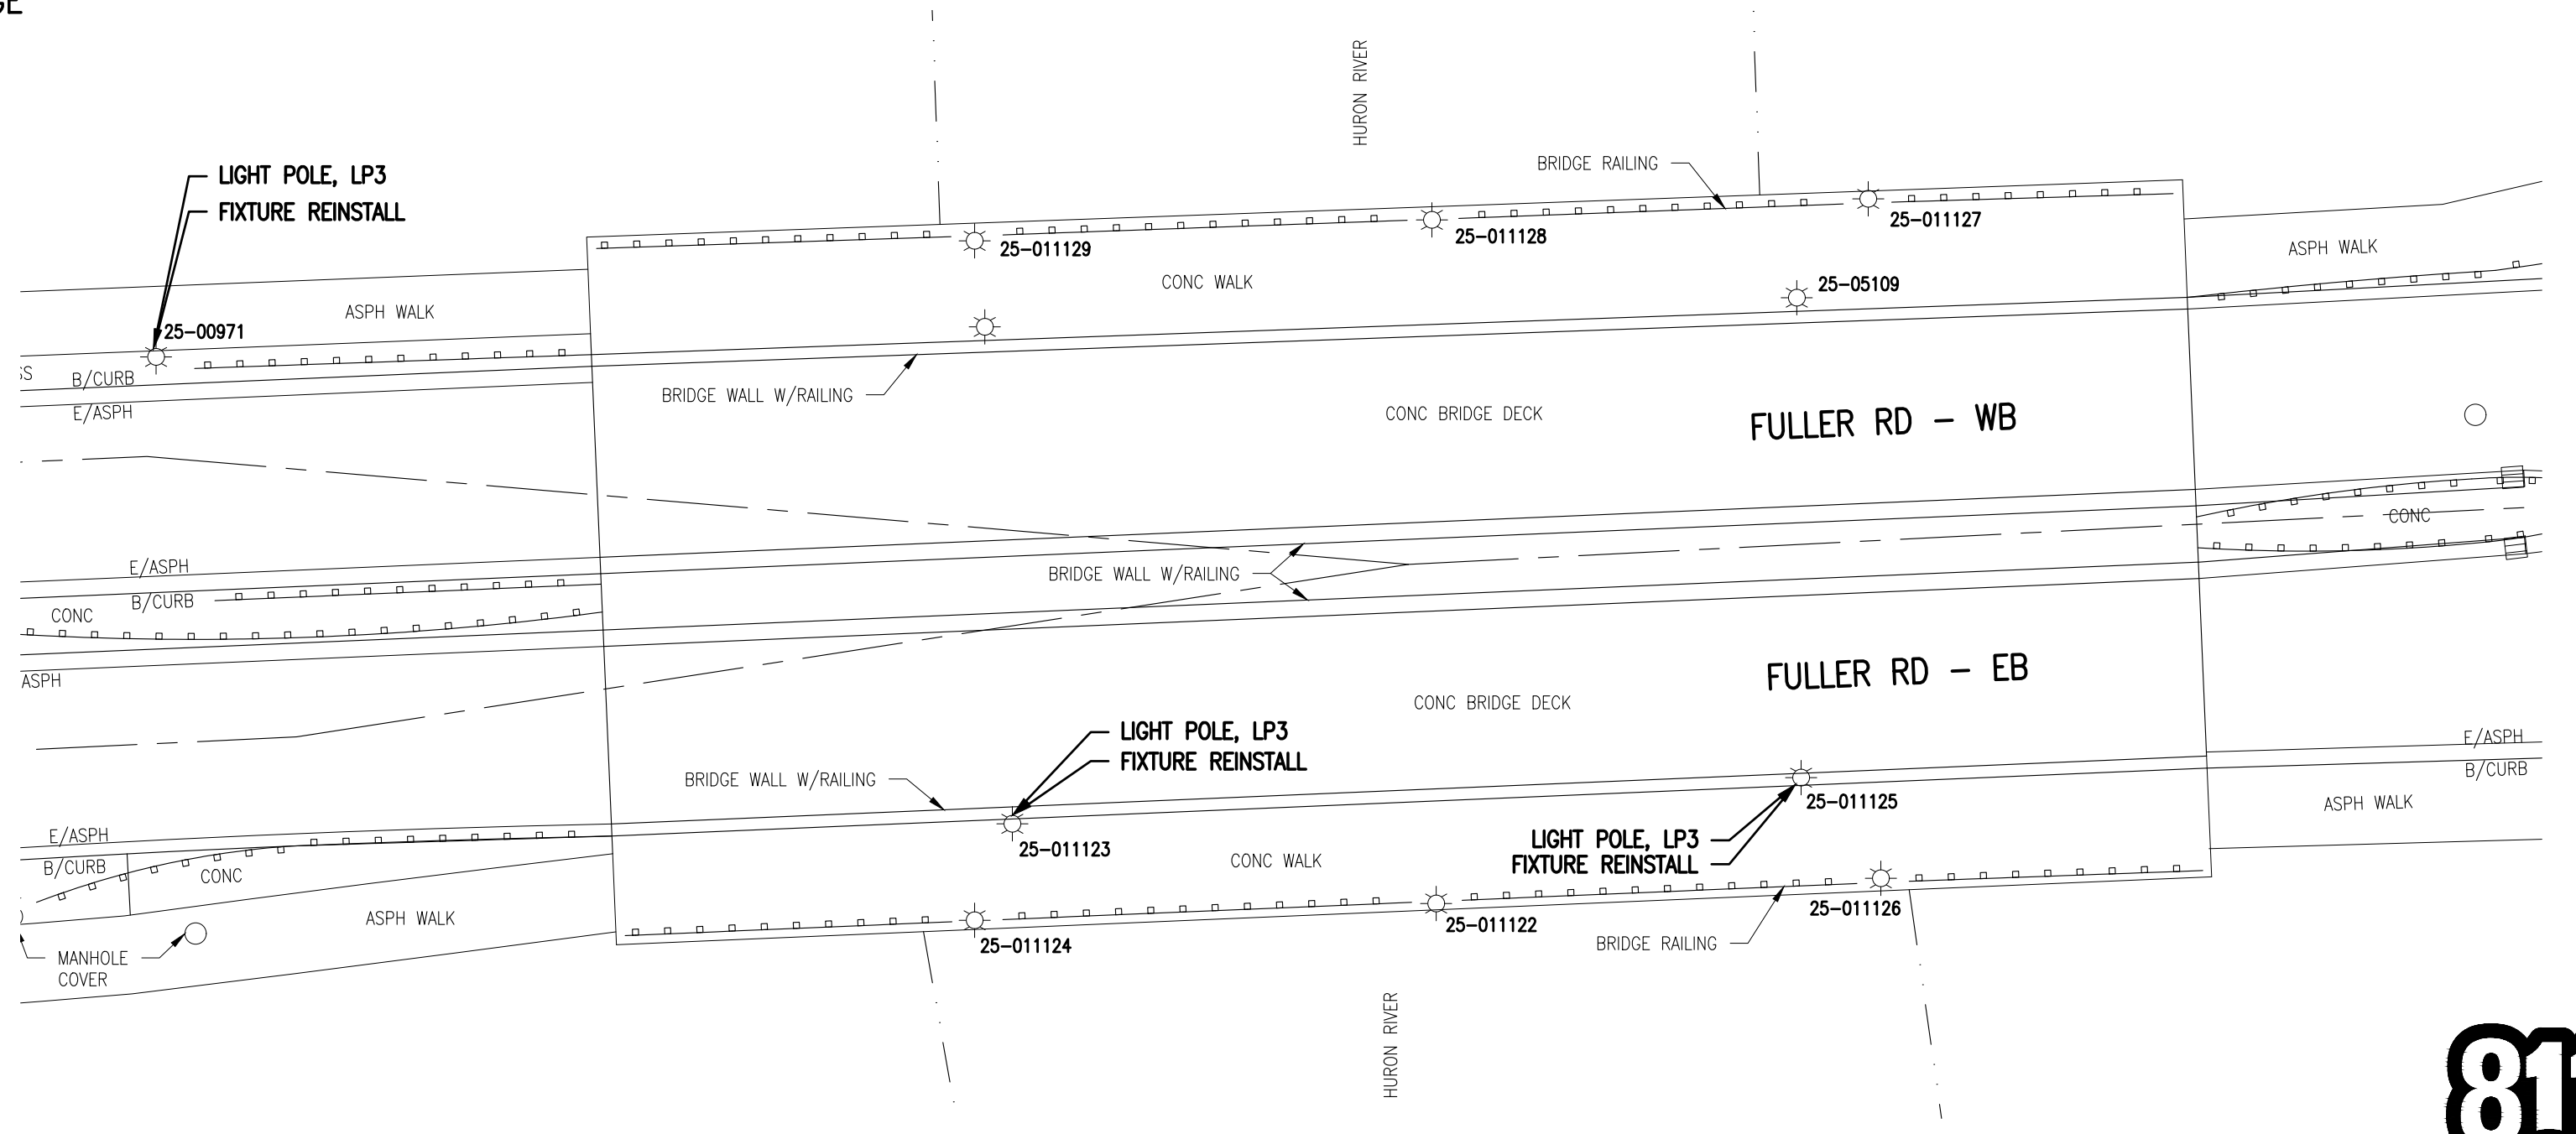 GE
HURON RIVER
BRIDGE RAILING
LIGHT POLE, LP3
FIXTURE REINSTALL
25-011127
25-011128
25-011129
ASPH WALK
CONC WALK
25-05109
ASPH WALK
25-00971
B/CURB
E/ASPH
BRIDGE WALL W/RAILING
CONC BRIDGE DECK
FULLER RD - WB
CONC
E/ASPH
BRIDGE WALL W/RAILING
B/CURB
CONC
ASPH
FULLER RD - EB
CONC BRIDGE DECK
LIGHT POLE, LP3
FIXTURE REINSTALL
E/ASPH
B/CURB
BRIDGE WALL W/RAILING
25-011125
ASPH WALK
E/ASPH
25-011123
LIGHT POLE, LP3
FIXTURE REINSTALL
CONC WALK
B/CURB
CONC
25-011126
ASPH WALK
25-011122
25-011124
BRIDGE RAILING
MANHOLE
COVER
HURON RIVER
81